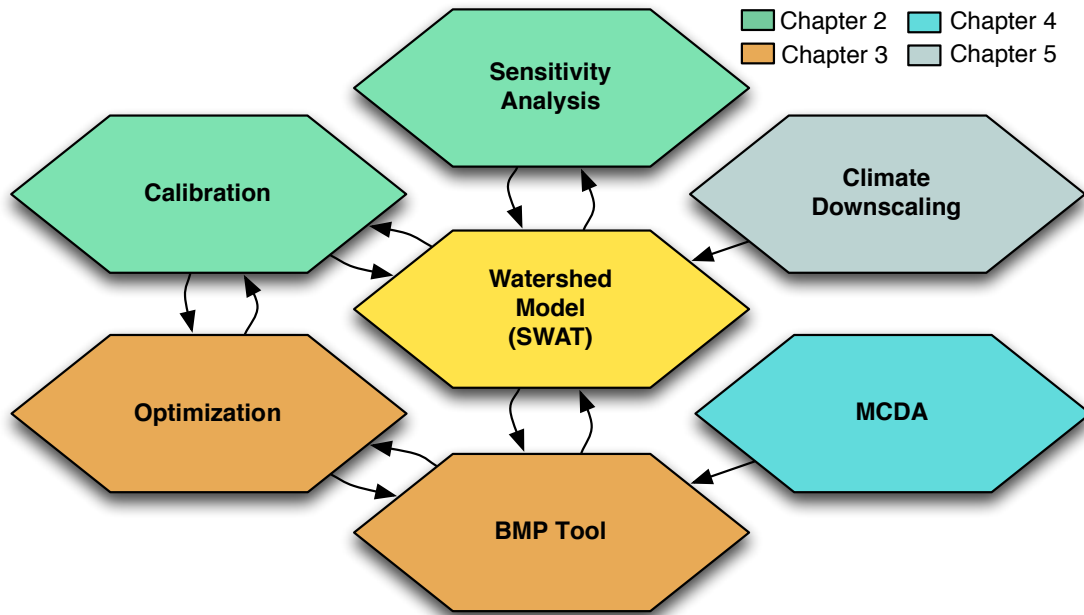 Chapter 2
Chapter 4
Chapter 3
Chapter 5
Sensitivity
Analysis
Calibration
Climate
Downscaling
Watershed
Model
(SWAT)
Optimization
MCDA
BMP Tool